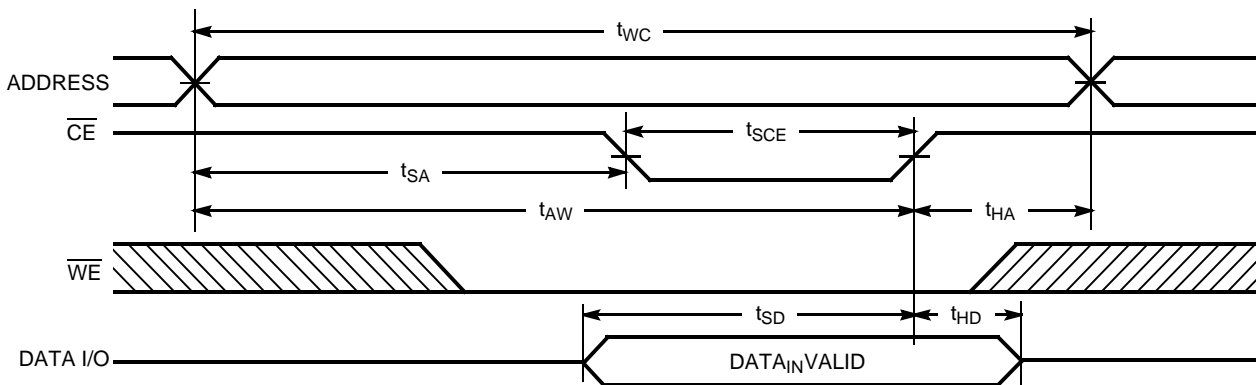 tWC
ADDRESS
CE
tSCE
tSA
tAW
tHA
WE
tSD
tHD
DATA I/O
DATAINVALID